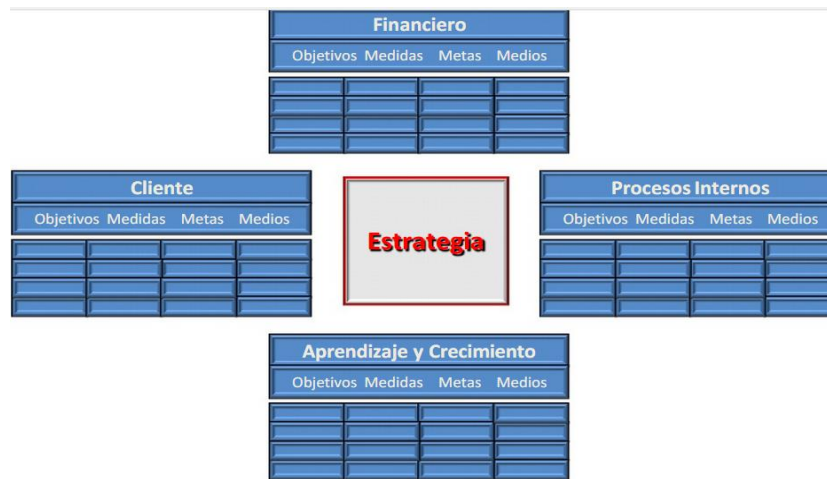 Financiero
Objetivos Medidas Metas Medios
Cliente
Objetivos Medidas Metas Medios
Estrategia
Procesos Internos
Objetivos Medidas Metas Medios
Aprendizaje y Crecimiento
Objetivos Medidas Metas Medios